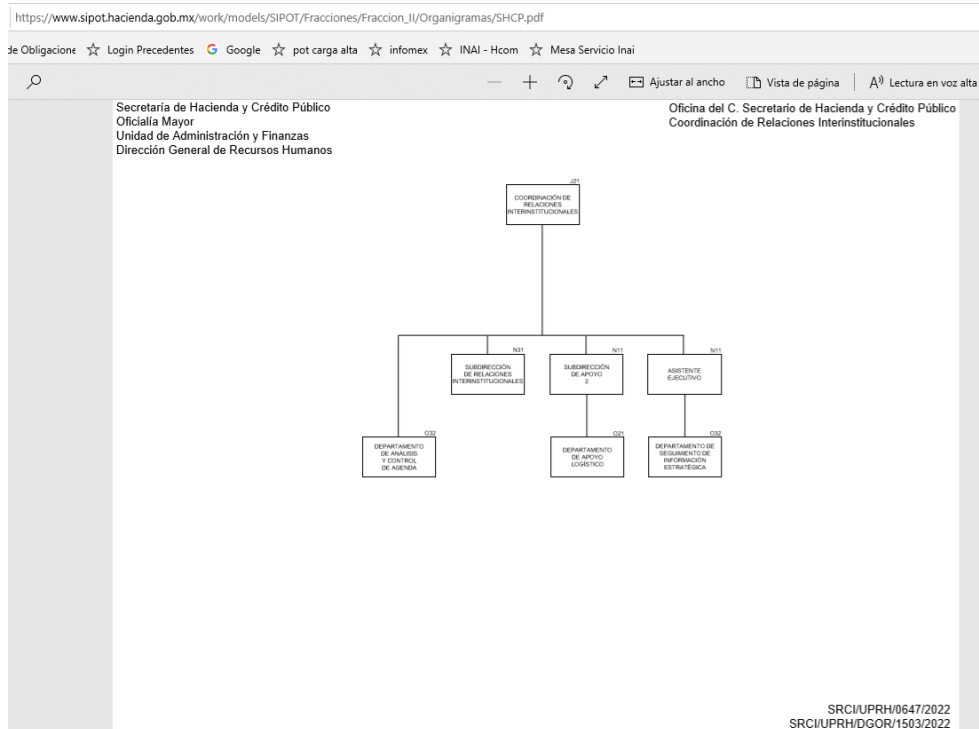 https://www.sipot.hacienda.gob.mx/work/models/SIPOT/Fracciones/Fraccion_II/Organigramas/SHCP.pdf
de Obligacione Login Precedentes Google pot carga alta infomex INAI - Hcom Mesa Servicio Inai
Ajustar al ancho Vista de página Lectura en voz alta
Secretaría de Hacienda y Crédito Público
Oficialía Mayor
Unidad de Administración y Finanzas
Dirección General de Recursos Humanos
Oficina del C. Secretario de Hacienda y Crédito Público
Coordinación de Relaciones Interinstitucionales
J21
COORDINACIÓN DE
RELACIONES
INTERINSTITUCIONALES
N31
SUBDIRECCIÓN
DE RELACIONES
INTERINSTITUCIONALES
N11
SUBDIRECCIÓN
DE APOYO
2
N11
ASISTENTE
EJECUTIVO
O32
DEPARTAMENTO
DE ANÁLISIS
Y CONTROL
DE AGENDA
O21
DEPARTAMENTO
DE APOYO
LOGÍSTICO
O32
DEPARTAMENTO DE
SEGUIMIENTO DE
INFORMACIÓN
ESTRATÉGICA
SRCI/UPRH/0647/2022
SRCI/UPRH/DGOR/1503/2022